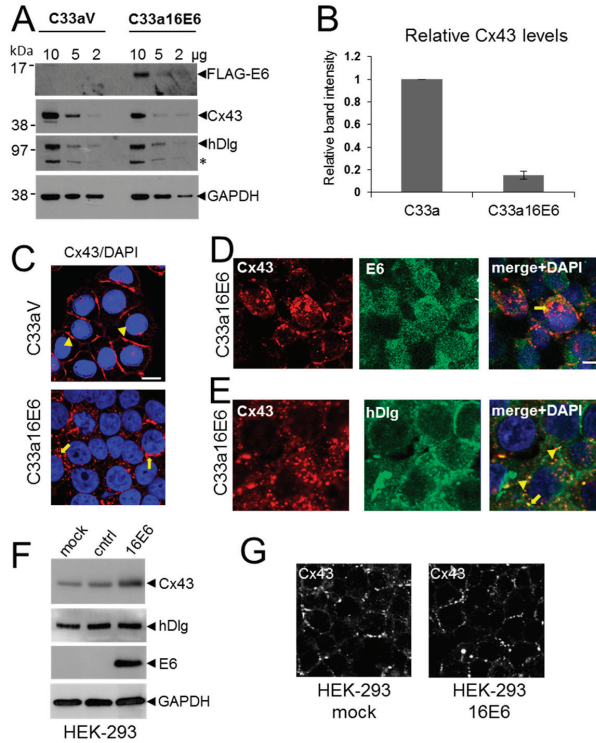 A
C33aV C33a16E6
kDa 10 5 2 10 5 2 µg
17
FLAG-E6
Cx43
38
hDlg
97
*
38
GAPDH
B
Relative Cx43 levels
Relative band intensity
1.2
1
0.8
0.6
0.4
0.2
0
C33a C33a16E6
C
Cx43/DAPI
C33aV
C33a16E6
D
C33a16E6
Cx43 E6 merge+DAPI
E
C33a16E6
Cx43 hDlg merge+DAPI
F
mock cntrl 16E6
Cx43
hDlg
E6
GAPDH
HEK-293
G
Cx43 Cx43
HEK-293 HEK-293
mock 16E6